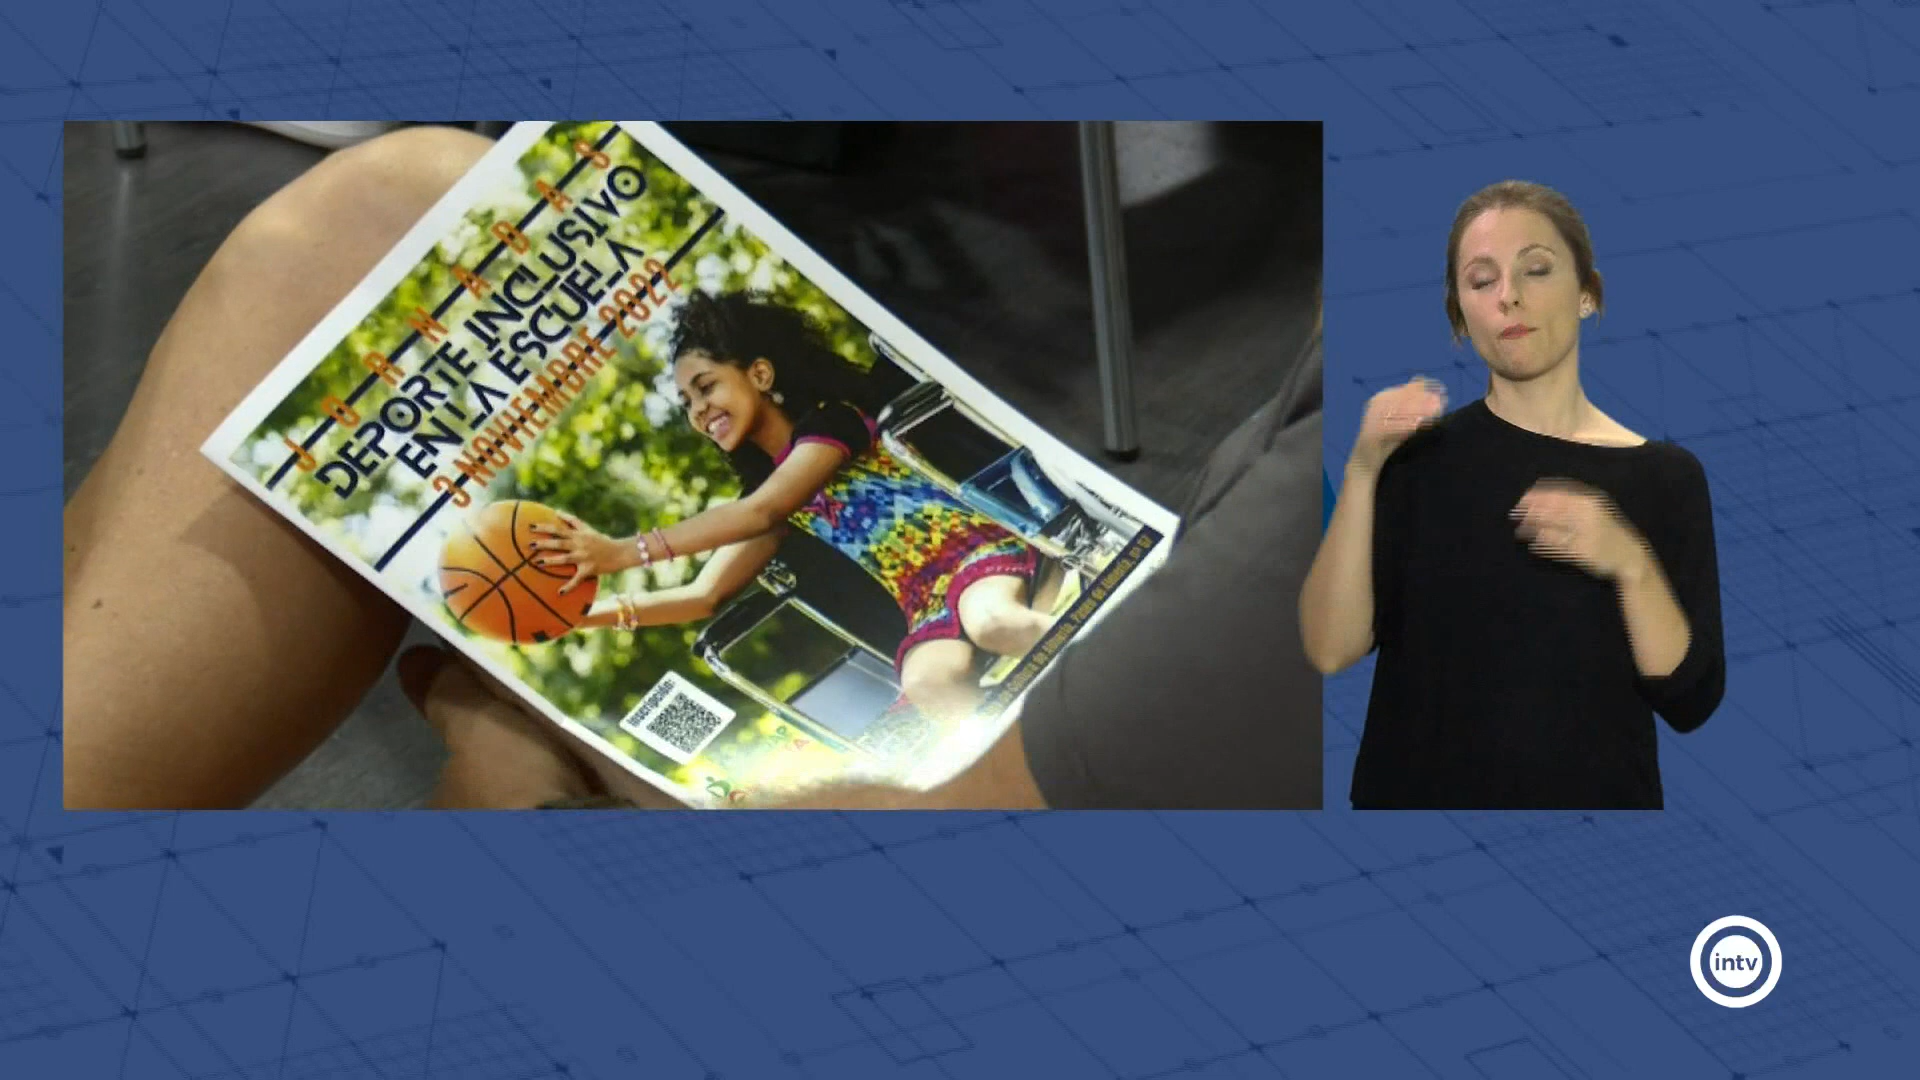 JORNADAS
DEPORTE INCLUSIVO
EN LA ESCUELA
3 NOVIEMBRE 2022
Inscripción:
intv